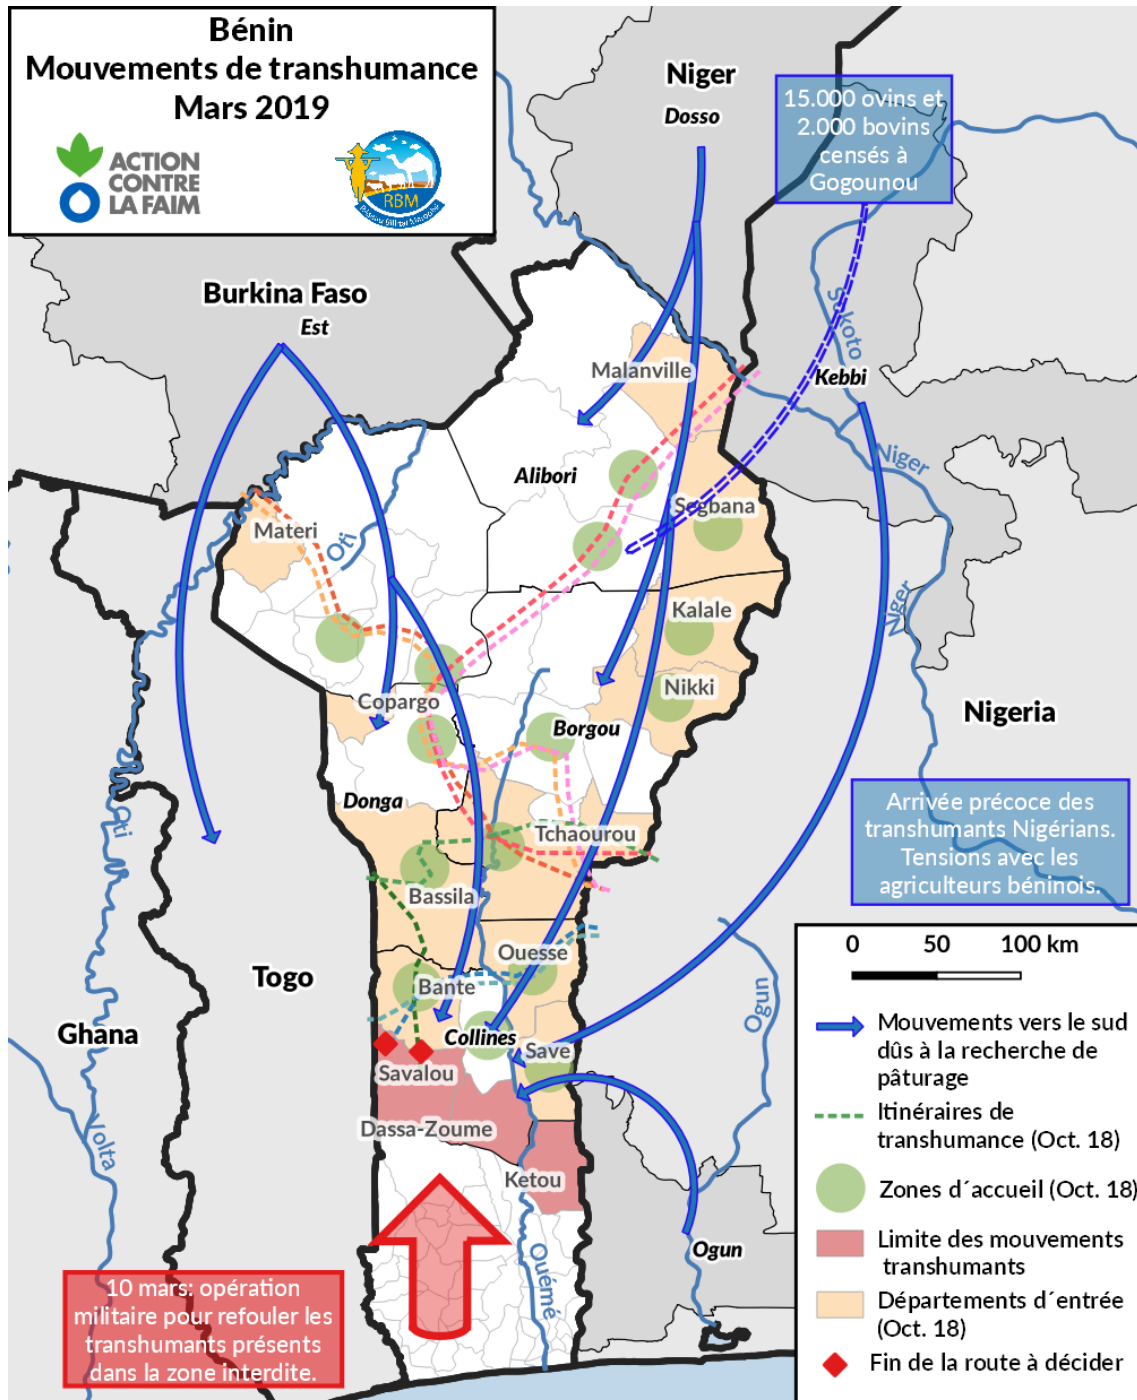 Bénin
Mouvements de transhumance
Mars 2019
ACTION
CONTRE
LA FAIM
RBM
Niger
Dosso
15.000 ovins et
2.000 bovins
censés à
Gogounou
Burkina Faso
Est
Sokoto
Kebbi
Malanville
Niger
Alibori
Segbana
Materi
Oti
Niger
Kalale
Nikki
Copargo
Borgou
Nigeria
Donga
Tchaourou
Oti
Arrivée précoce des
transhumants Nigérians.
Tensions avec les
agriculteurs béninois.
Bassila
Ouesse
Togo
Bante
Ogun
Ghana
Collines
Save
Savalou
Dassa-Zoume
Volta
Ketou
Ogun
Ouémé
10 mars: opération
militaire pour refouler les
transhumants présents
dans la zone interdite.
0 50 100 km
Mouvements vers le sud
dûs à la recherche de
pâturage
Itinéraires de
transhumance (Oct. 18)
Zones d´accueil (Oct. 18)
Limite des mouvements
transhumants
Départements d´entrée
(Oct. 18)
Fin de la route à décider